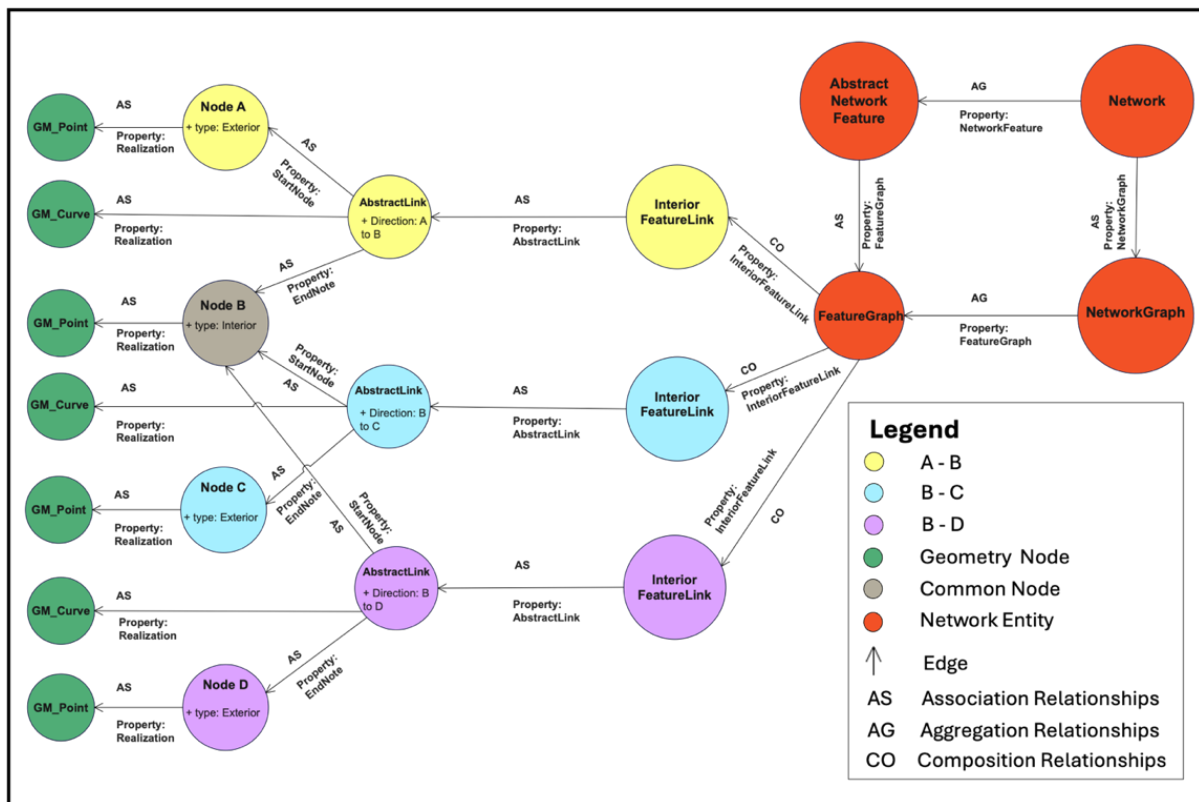 Abstract
Network
Feature
AG
Property:
NetworkFeature
Network
AS
Property:
FeatureGraph
AS
Property:
NetworkGraph
FeatureGraph
AG
Property:
FeatureGraph
NetworkGraph
GM_Point
AS
Property:
Realization
Node A
+ type: Exterior
AS
Property:
StartNode
GM_Curve
AS
Property:
Realization
AbstractLink
+ Direction: A
to B
AS
Property:
AbstractLink
Interior
FeatureLink
CO
Property:
InteriorFeatureLink
AS
Property:
EndNote
GM_Point
AS
Property:
Realization
Node B
+ type: Interior
Property:
StartNode
AS
GM_Curve
AS
Property:
Realization
AbstractLink
+ Direction: B
to C
AS
Property:
AbstractLink
Interior
FeatureLink
CO
Property:
InteriorFeatureLink
GM_Point
AS
Property:
Realization
Node C
+ type: Exterior
AS
Property:
EndNote
Property:
StartNode
AS
GM_Curve
AS
Property:
Realization
AbstractLink
+ Direction: B
to D
AS
Property:
AbstractLink
Interior
FeatureLink
Property:
InteriorFeatureLink
CO
GM_Point
AS
Property:
Realization
Node D
+ type: Exterior
AS
Property:
EndNote
Legend
A - B
B - C
B - D
Geometry Node
Common Node
Network Entity
Edge
AS Association Relationships
AG Aggregation Relationships
CO Composition Relationships